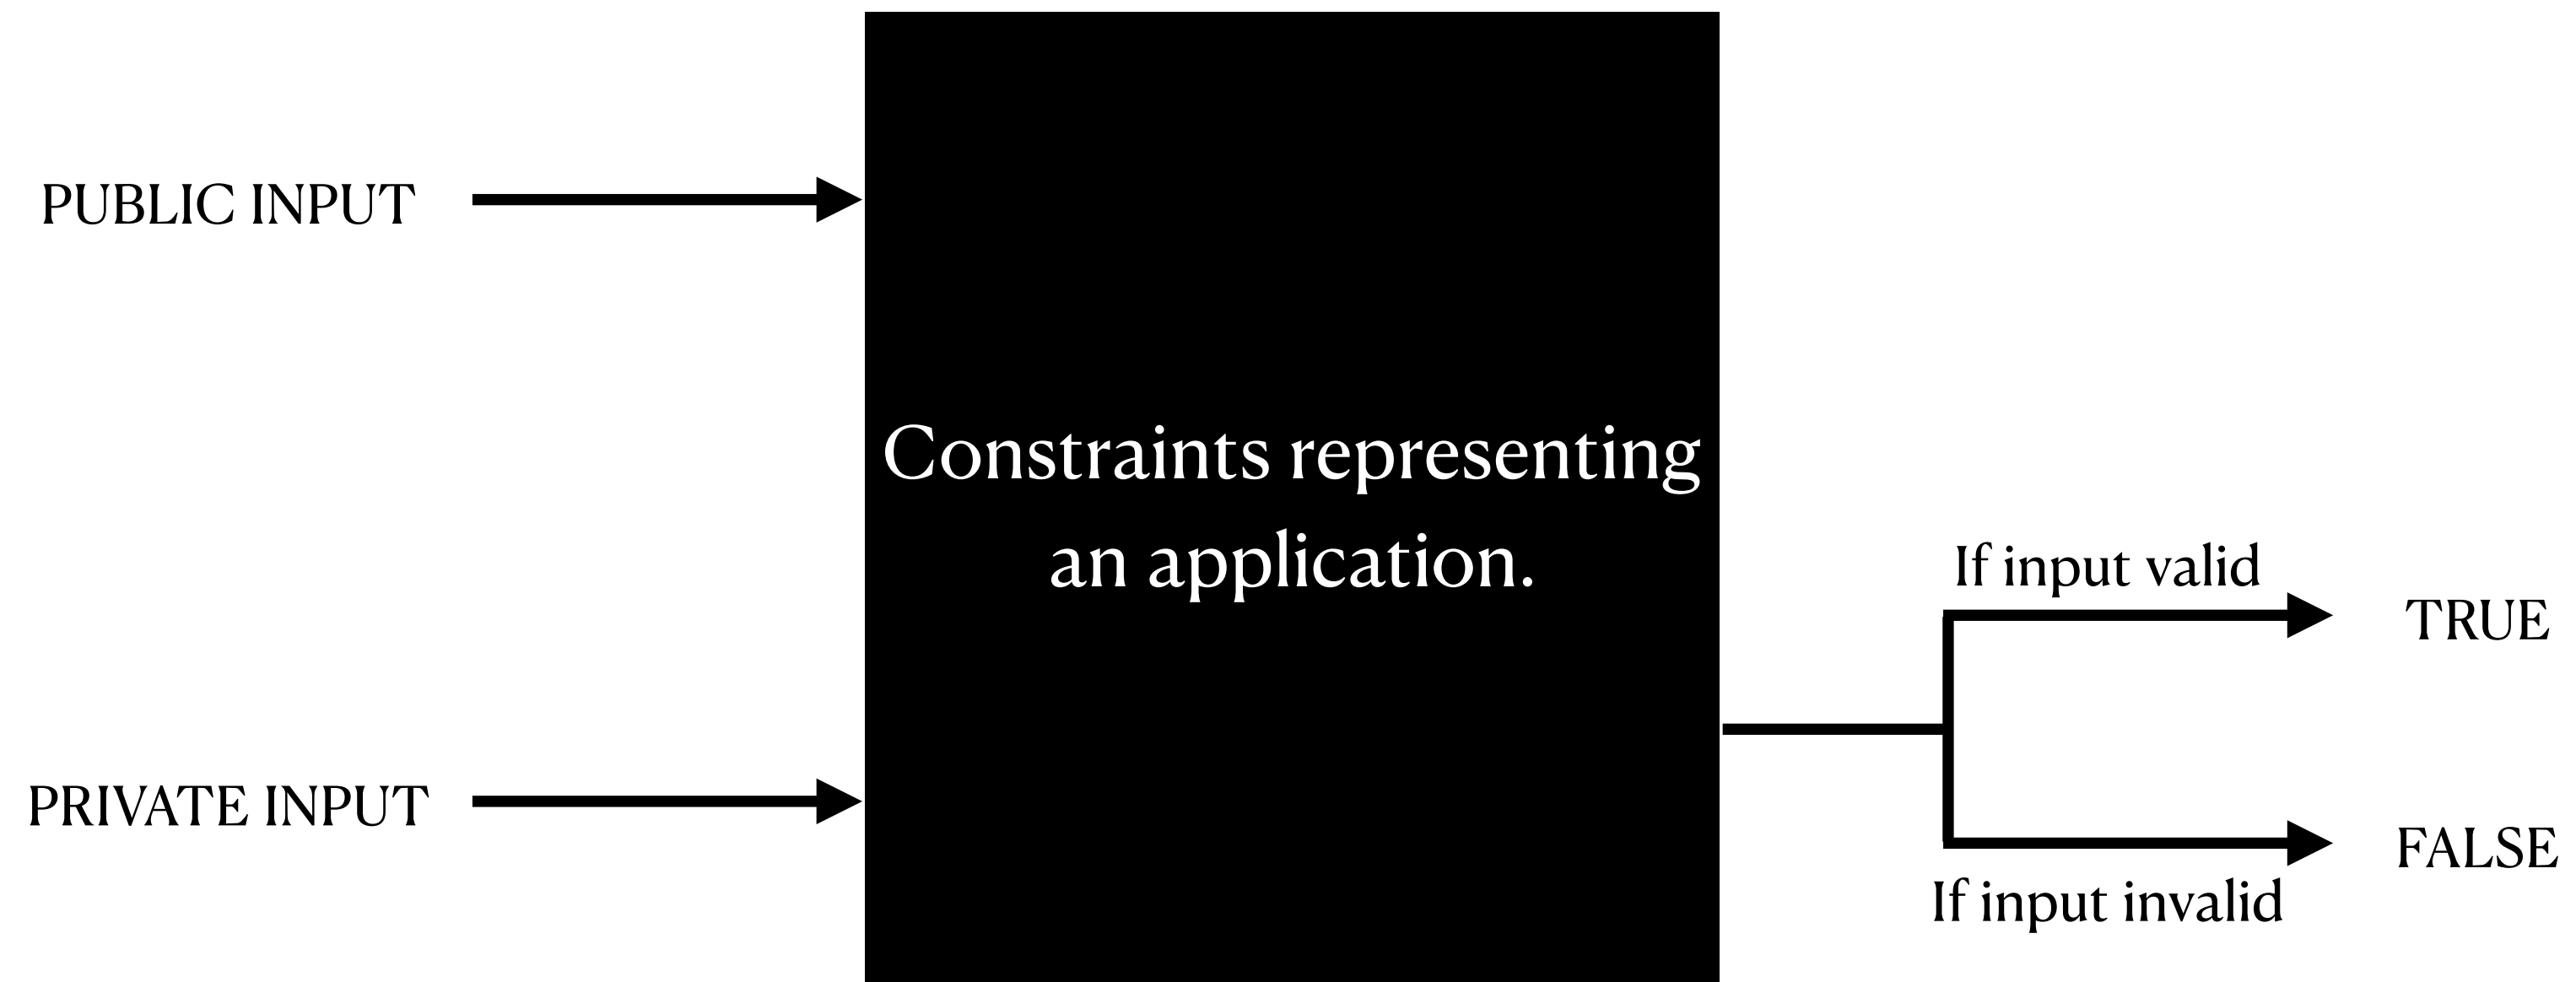 PUBLIC INPUT
Constraints representing
an application.
If input valid
TRUE
PRIVATE INPUT
FALSE
If input invalid